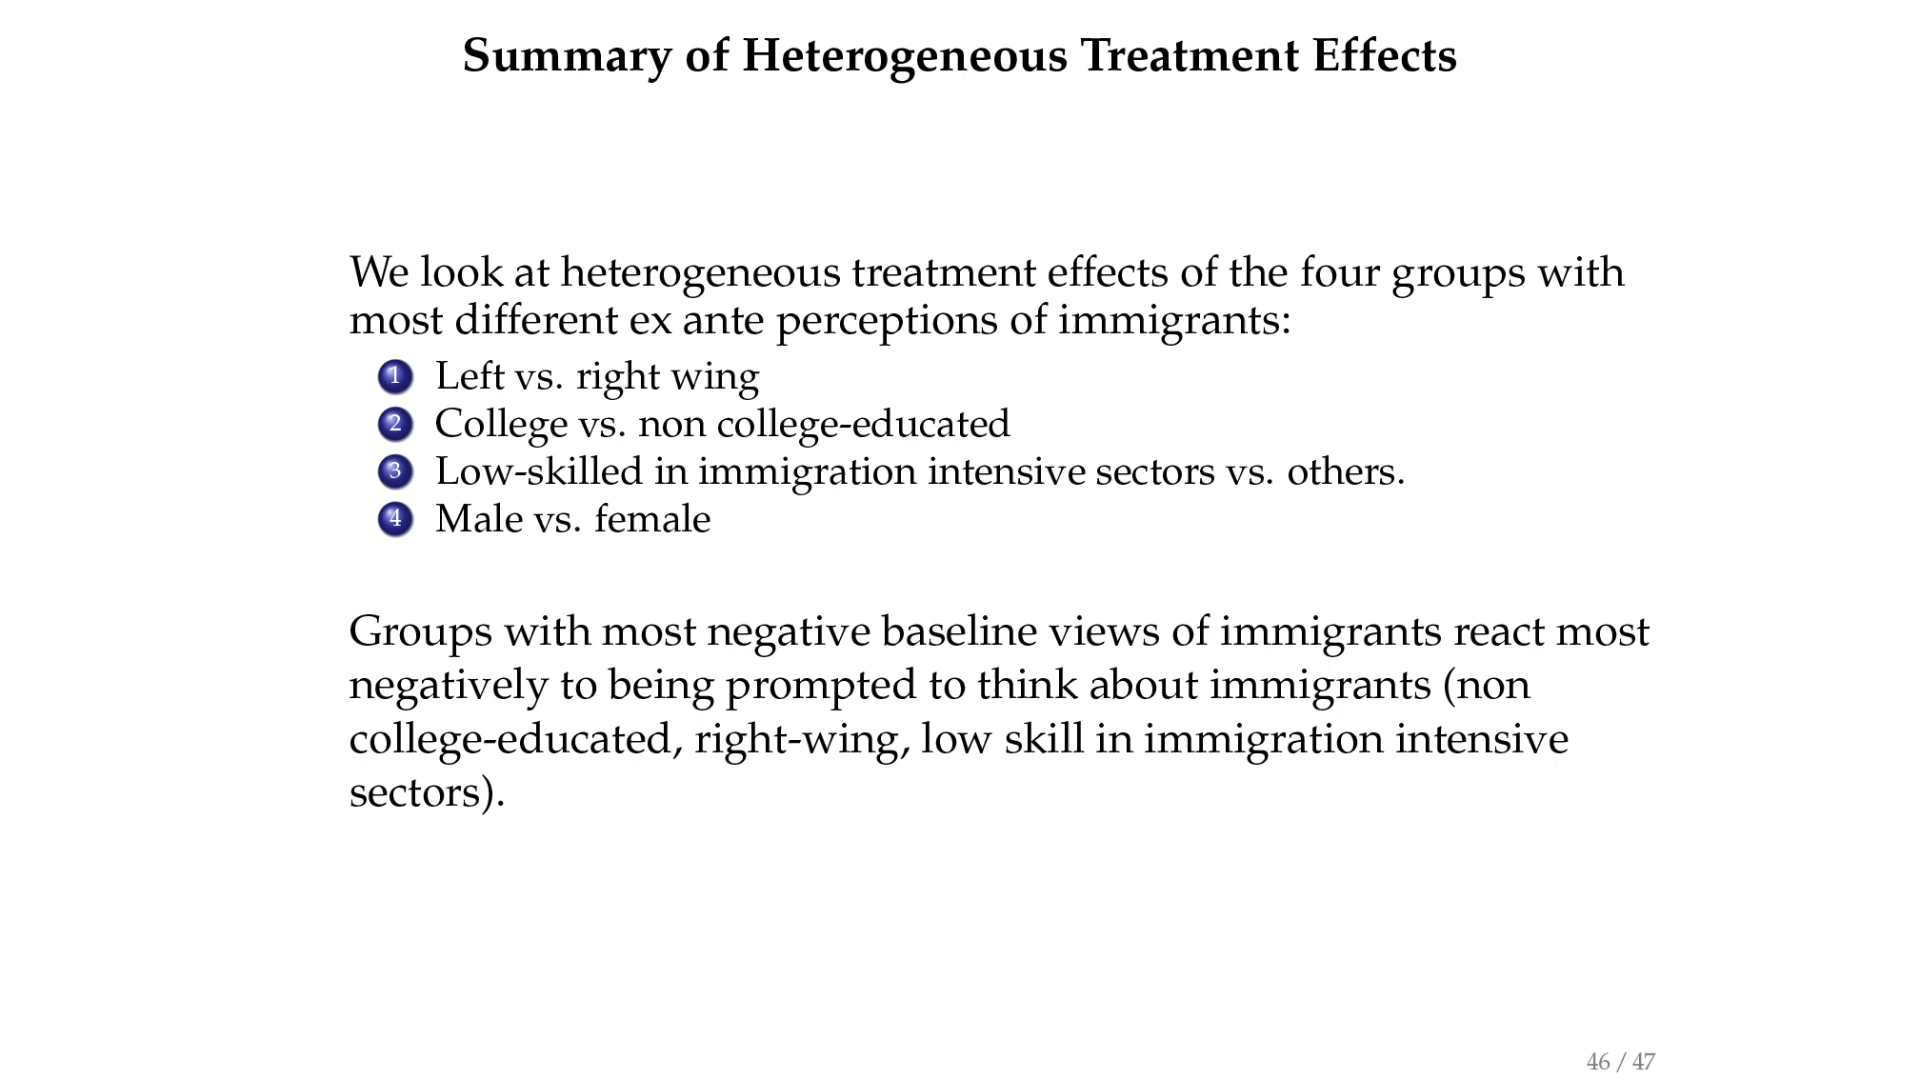 Summary of Heterogeneous Treatment Effects
We look at heterogeneous treatment effects of the four groups with
most different ex ante perceptions of immigrants:
1 Left vs. right wing
2 College vs. non college-educated
3 Low-skilled in immigration intensive sectors vs. others.
4 Male vs. female
Groups with most negative baseline views of immigrants react most
negatively to being prompted to think about immigrants (non
college-educated, right-wing, low skill in immigration intensive
sectors).
46 / 47